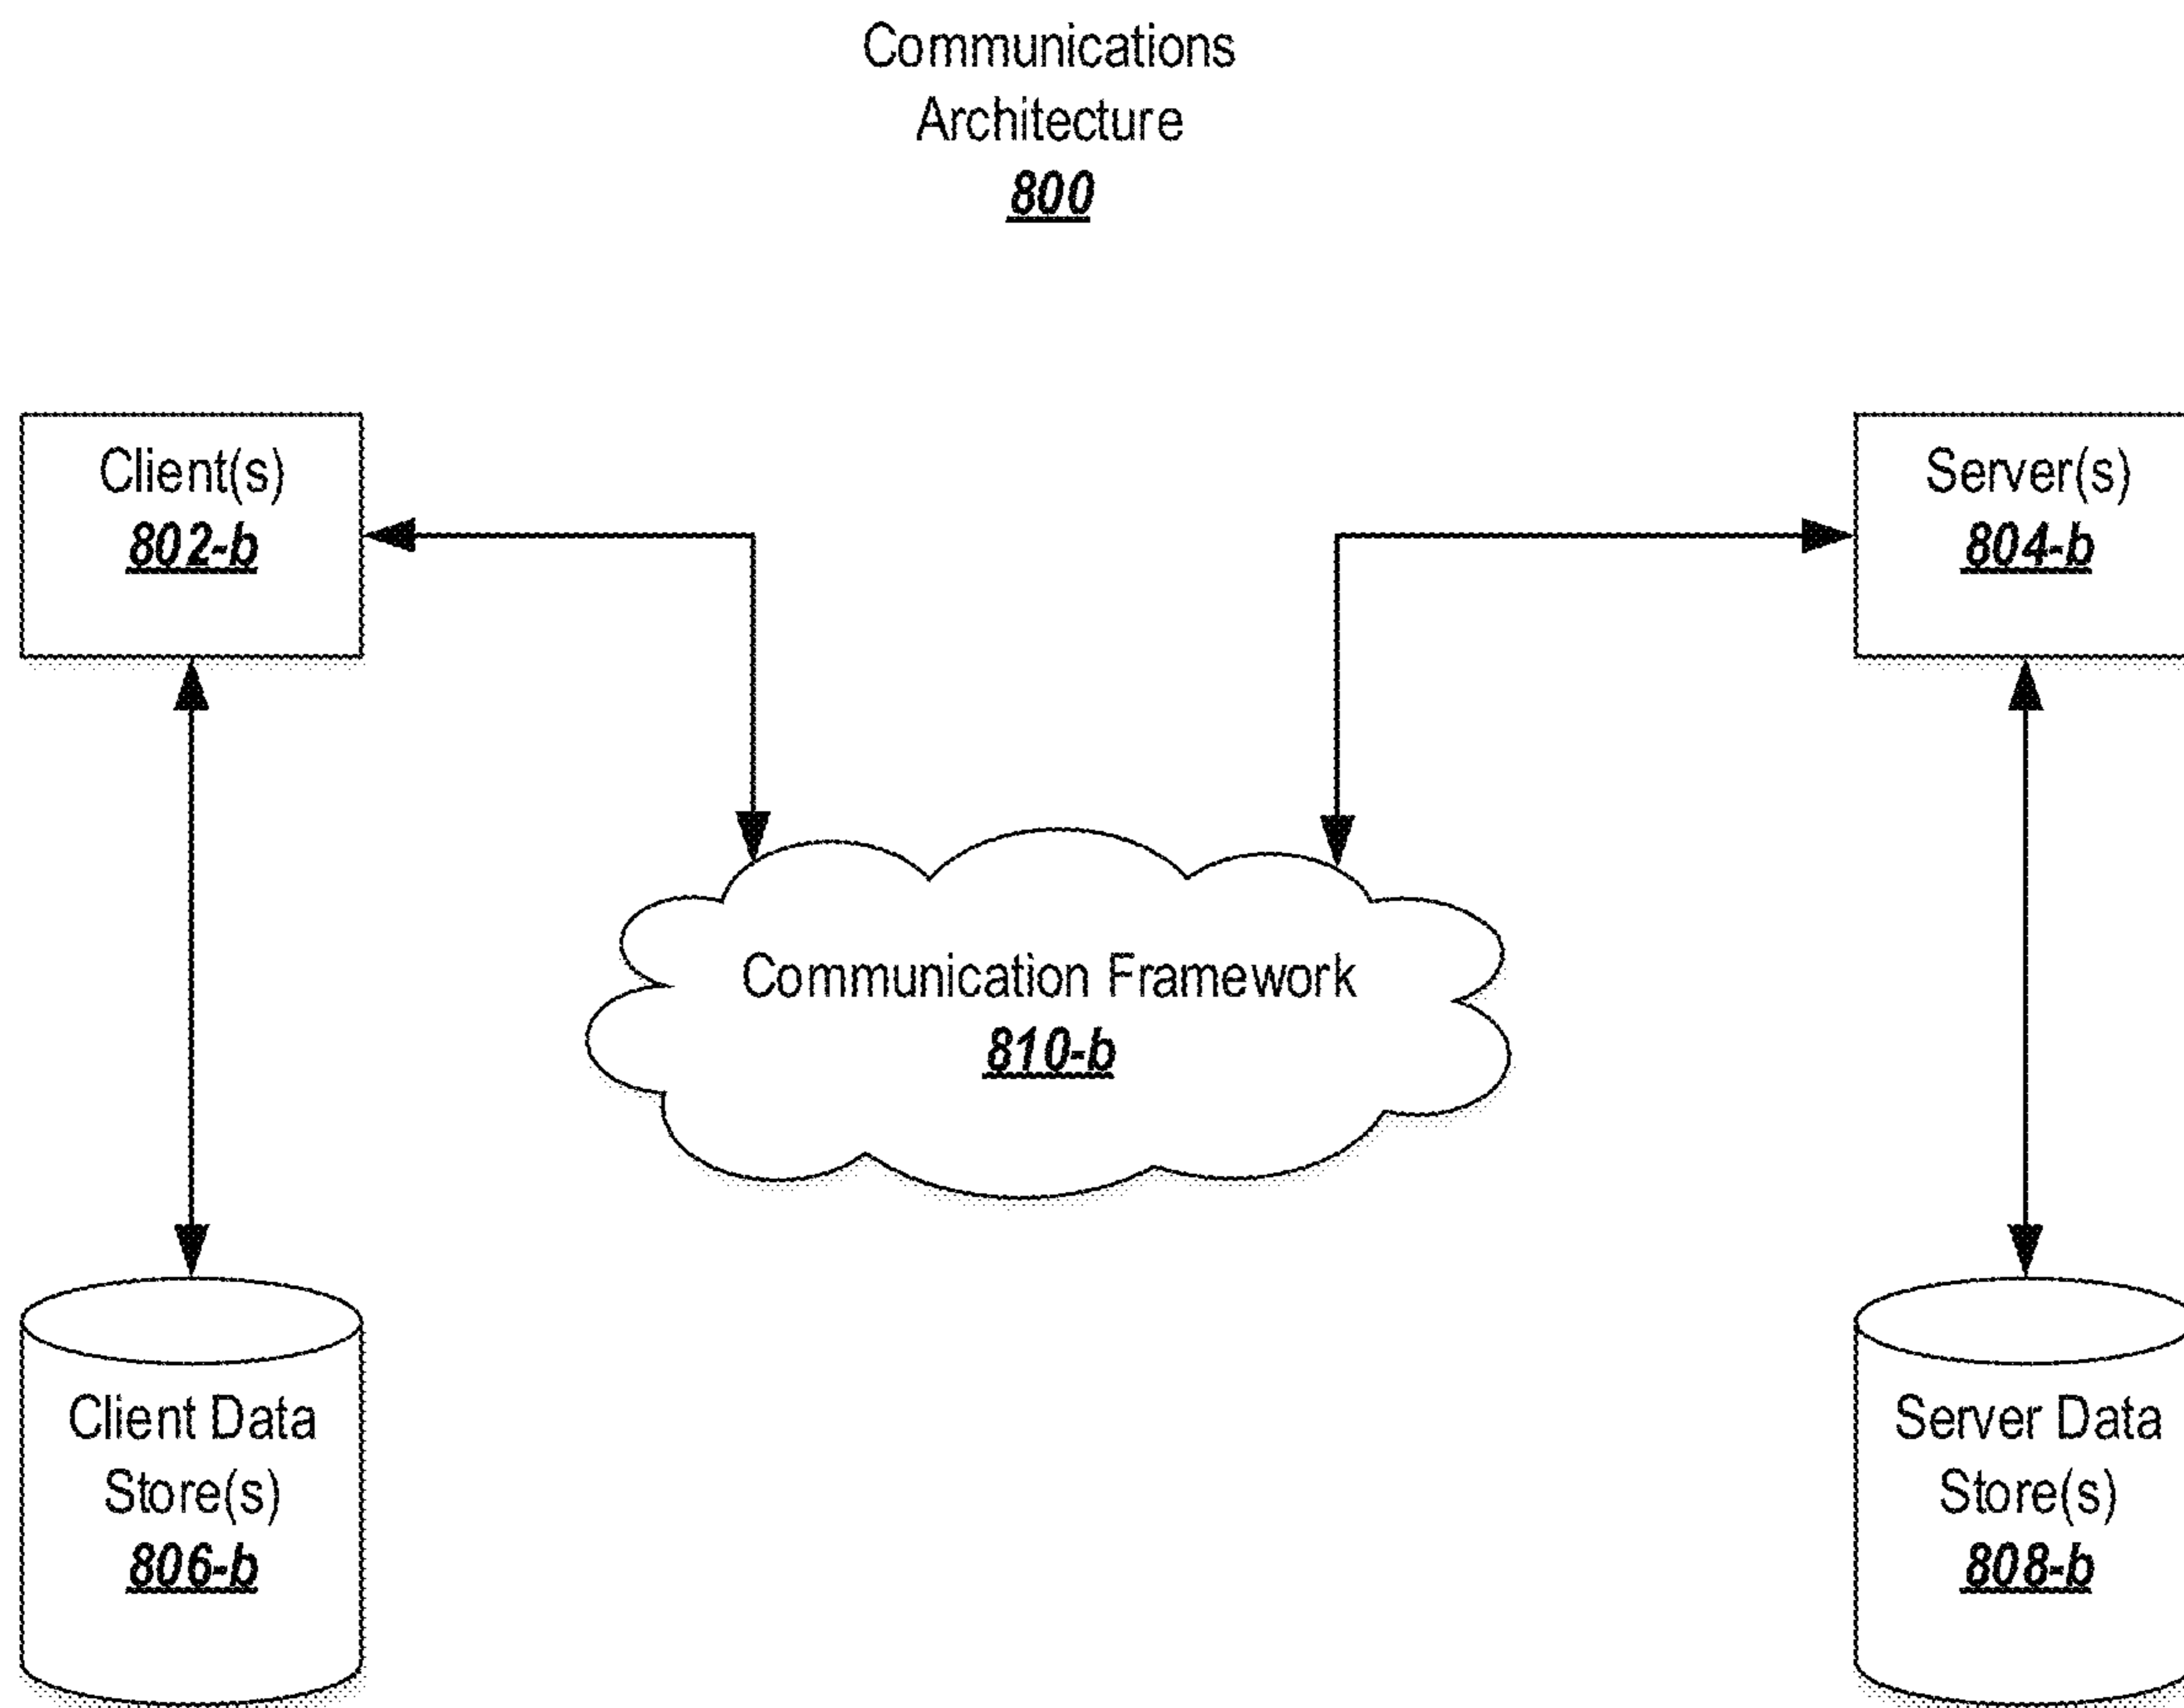 Communications
Architecture
800
Client(s)
802-b
Server(s)
804-b
Communication Framework
810-b
Client Data
Store(s)
806-b
Server Data
Store(s)
808-b